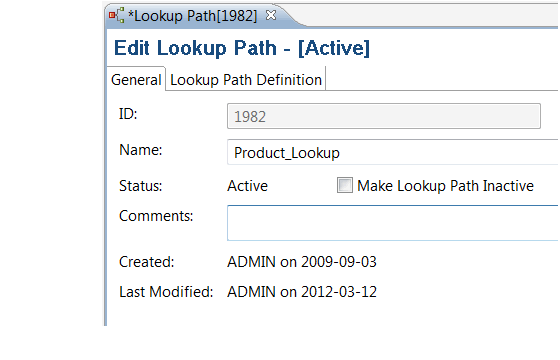 *Lookup Path[1982]
Edit Lookup Path - [Active]
General Lookup Path Definition
ID: 1982
Name: Product_Lookup
Status: Active Make Lookup Path Inactive
Comments:
Created: ADMIN on 2009-09-03
Last Modified: ADMIN on 2012-03-12